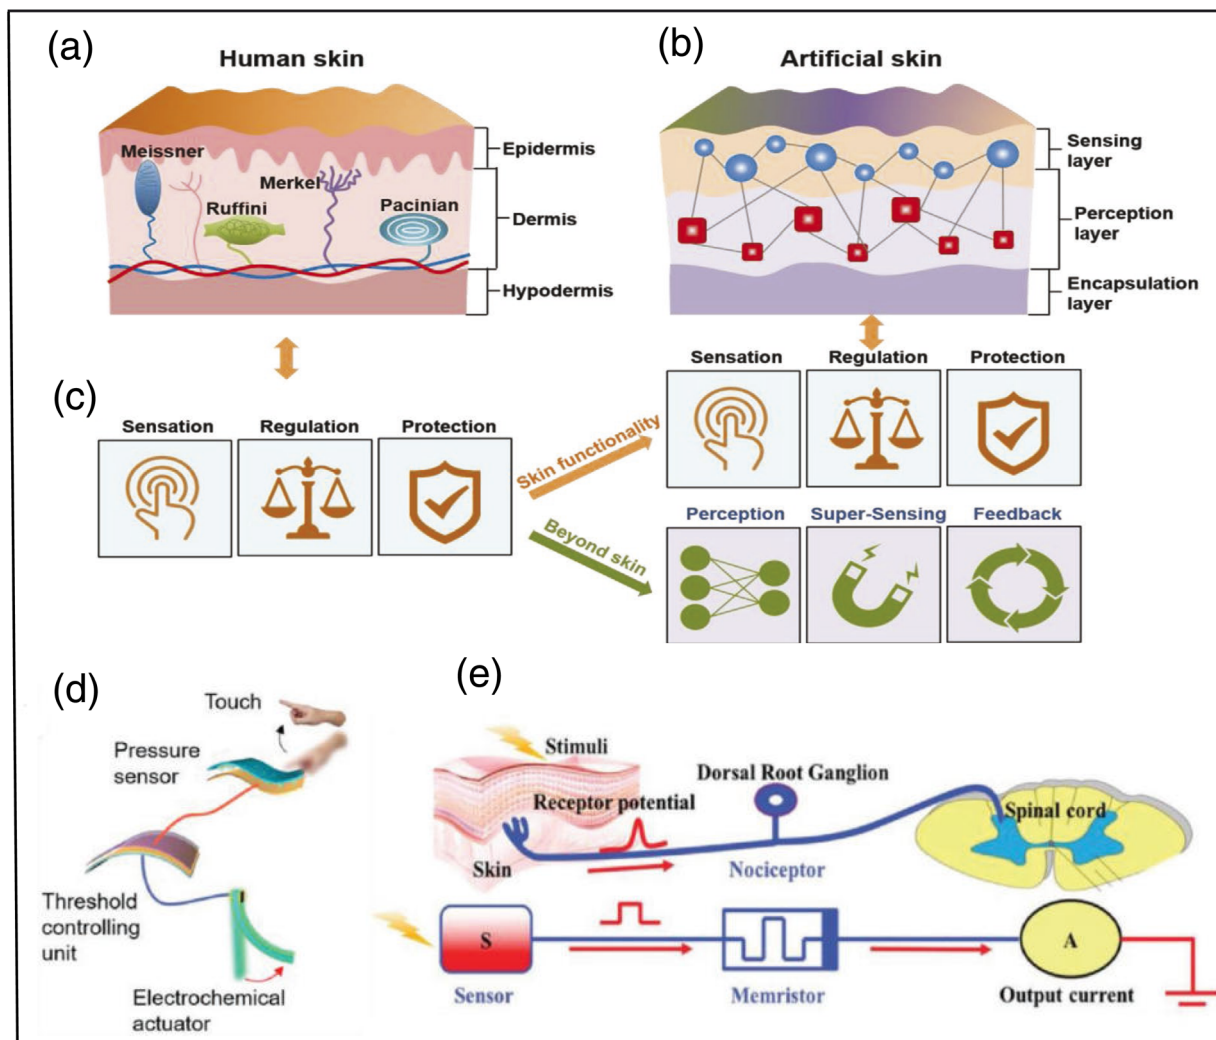 (a)
Human skin
Meissner
Merkel
Ruffini
Pacinian
Epidermis
Dermis
Hypodermis
(b)
Artificial skin
Sensing
layer
Perception
layer
Encapsulation
layer
(c)
Sensation
Regulation
Protection
Skin functionality
Beyond skin
Sensation
Regulation
Protection
Perception
Super-Sensing
Feedback
(d)
Touch
Pressure
sensor
Threshold
controlling
unit
Electrochemical
actuator
(e)
Stimuli
Receptor potential
Skin
Dorsal Root Ganglion
Nociceptor
Spinal cord
S
Sensor
Memristor
A
Output current